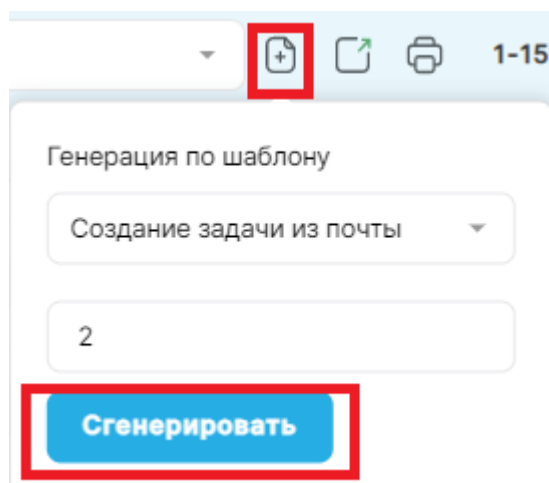 1-15
Генерация по шаблону
Создание задачи из почты
2
Сгенерировать